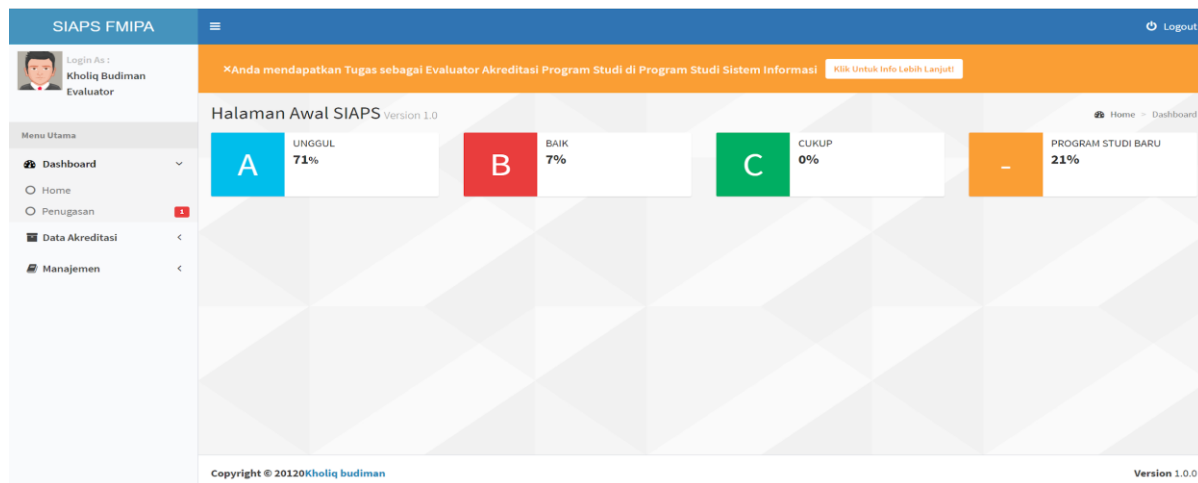 SIAPS FMIPA
Logout
Login As :
Kholiq Budiman
Evaluator
×Anda mendapatkan Tugas sebagai Evaluator Akreditasi Program Studi di Program Studi Sistem Informasi Klik Untuk Info Lebih Lanjut!
Halaman Awal SIAPS Version 1.0
Home > Dashboard
Menu Utama
Dashboard
Home
Penugasan 1
Data Akreditasi
Manajemen
A
UNGGUL
71%
B
BAIK
7%
C
CUKUP
0%
-
PROGRAM STUDI BARU
21%
Copyright © 20120Kholiq budiman
Version 1.0.0